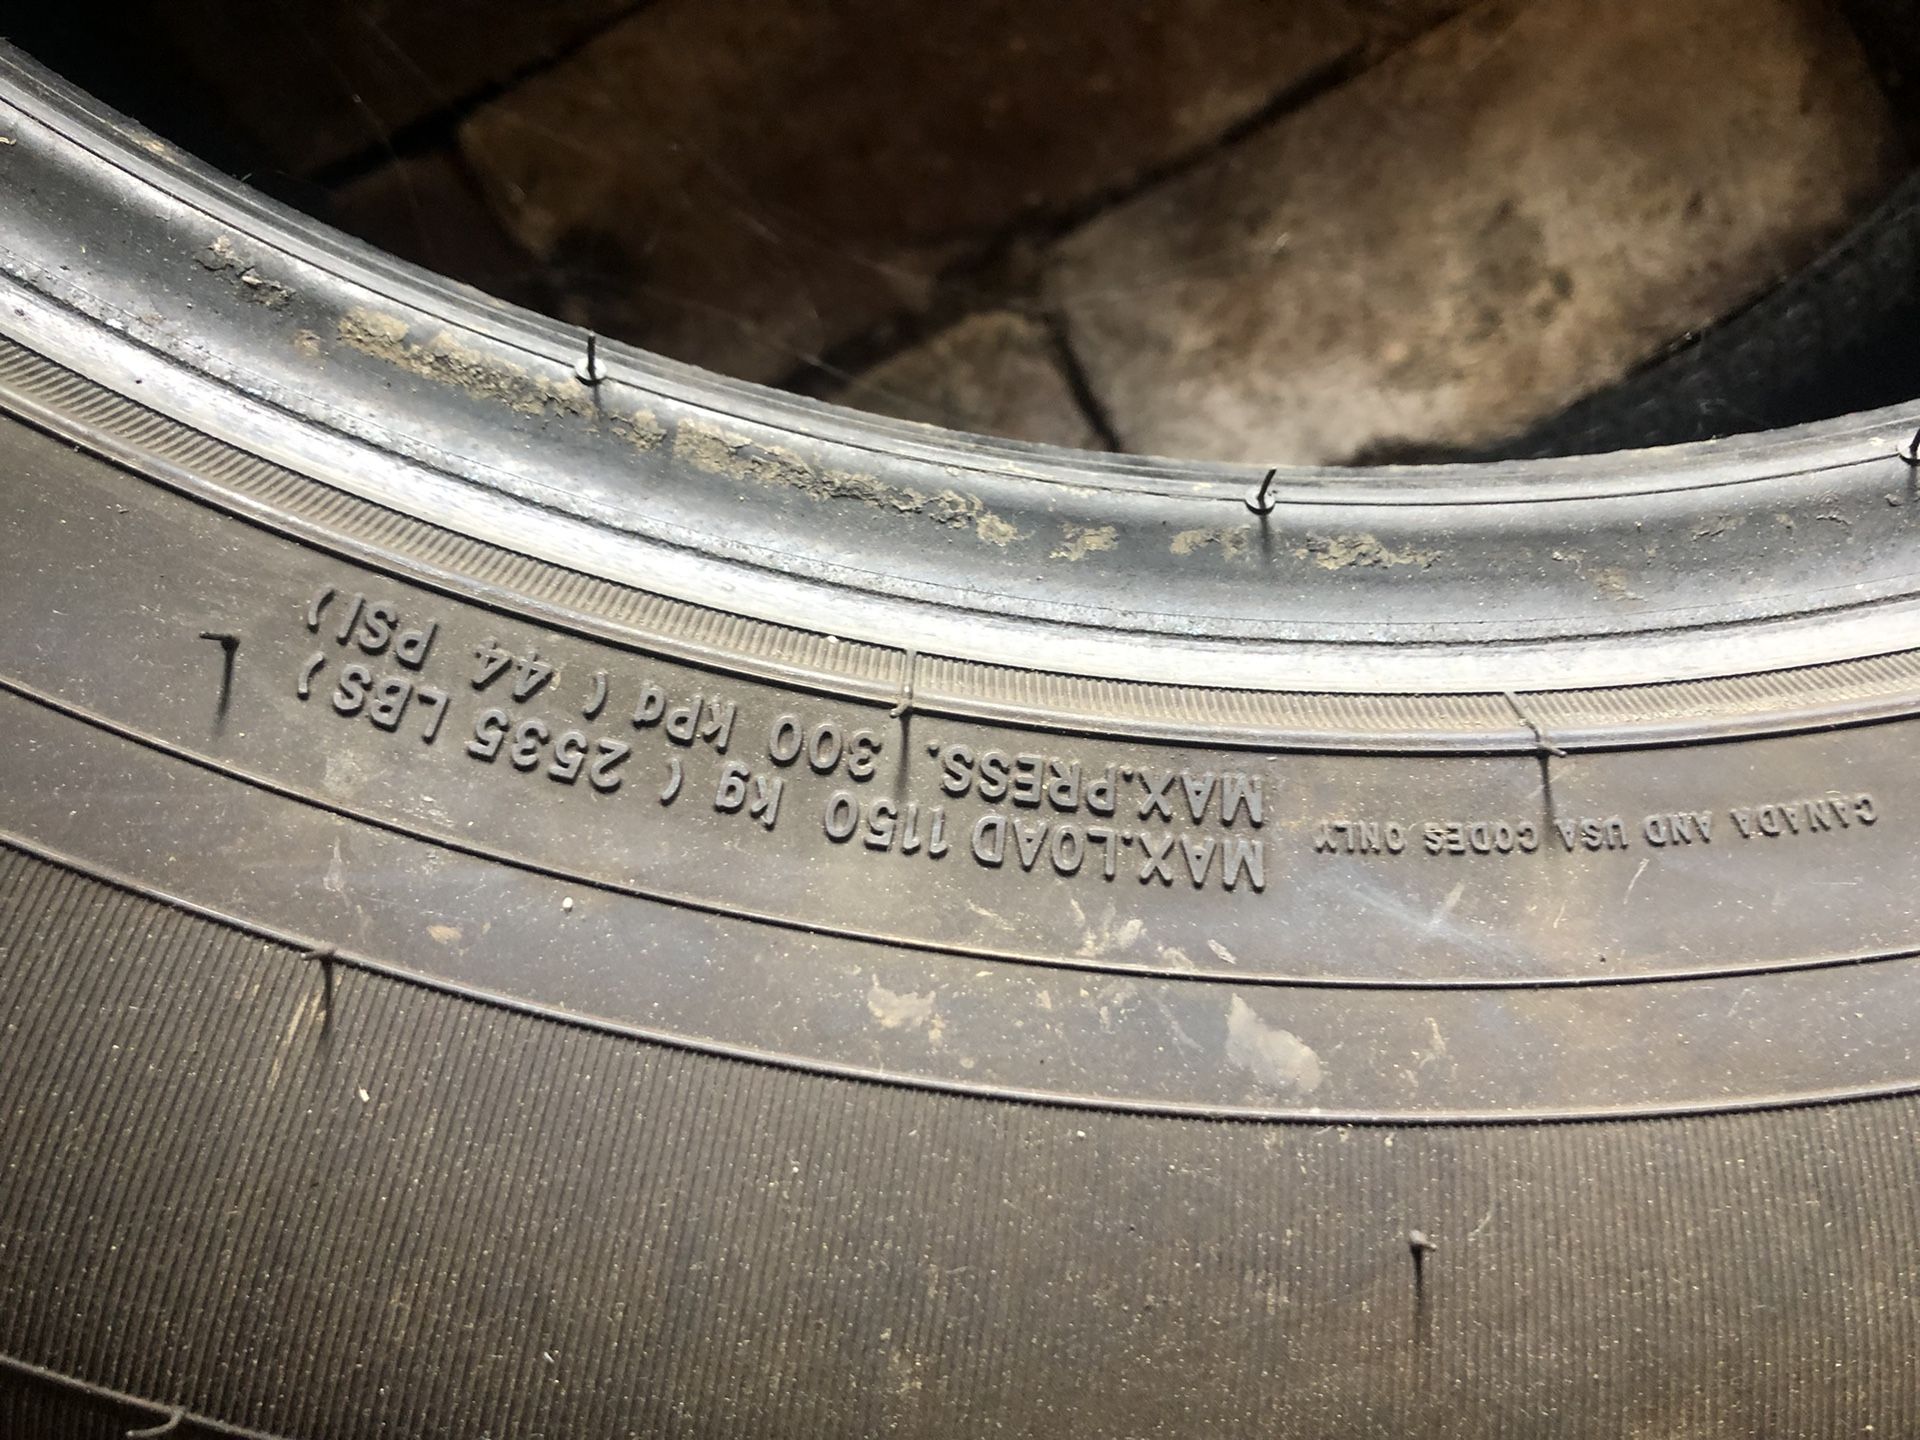 CANADA AND USA CODES ONLY
MAX.LOAD 1150 kg ( 2535 LBS )
MAX.PRESS. 300 kPa ( 44 PSI )